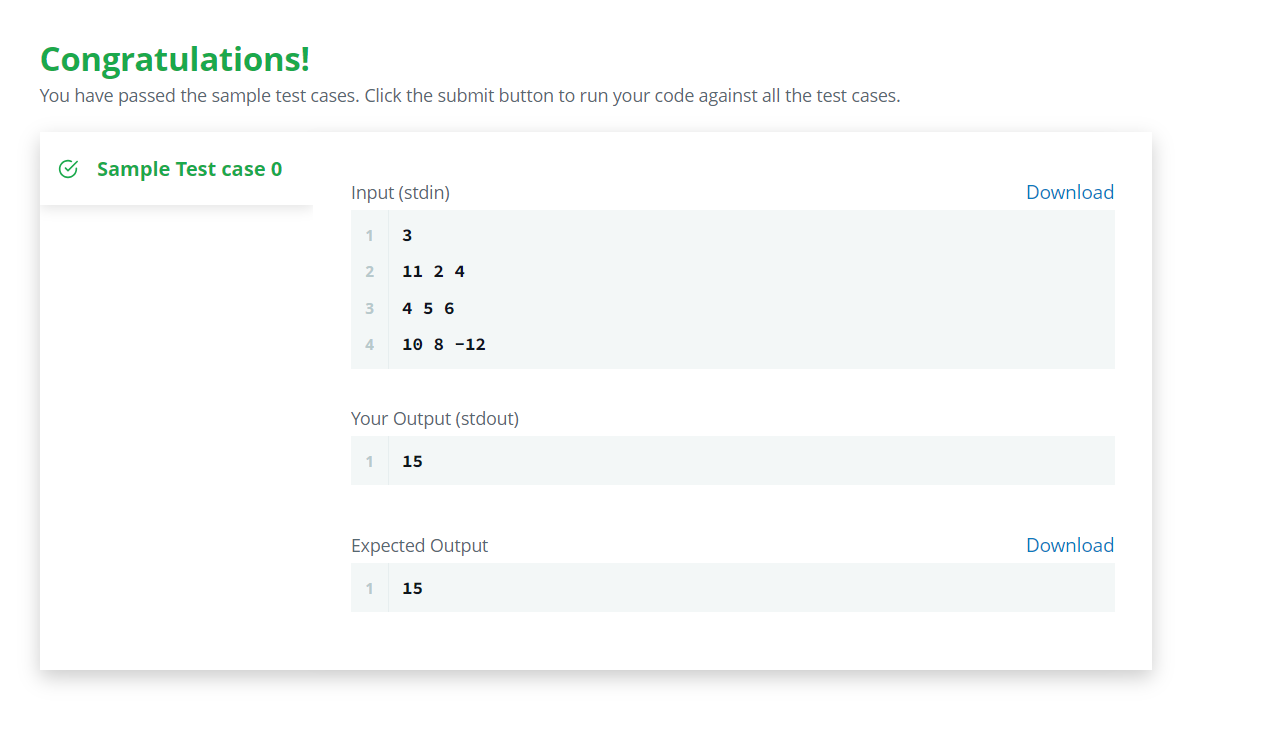 Congratulations!
You have passed the sample test cases. Click the submit button to run your code against all the test cases.
Sample Test case 0
Input (stdin)
Download
1 3
2 11 2 4
3 4 5 6
4 10 8 −12
Your Output (stdout)
1 15
Expected Output
Download
1 15